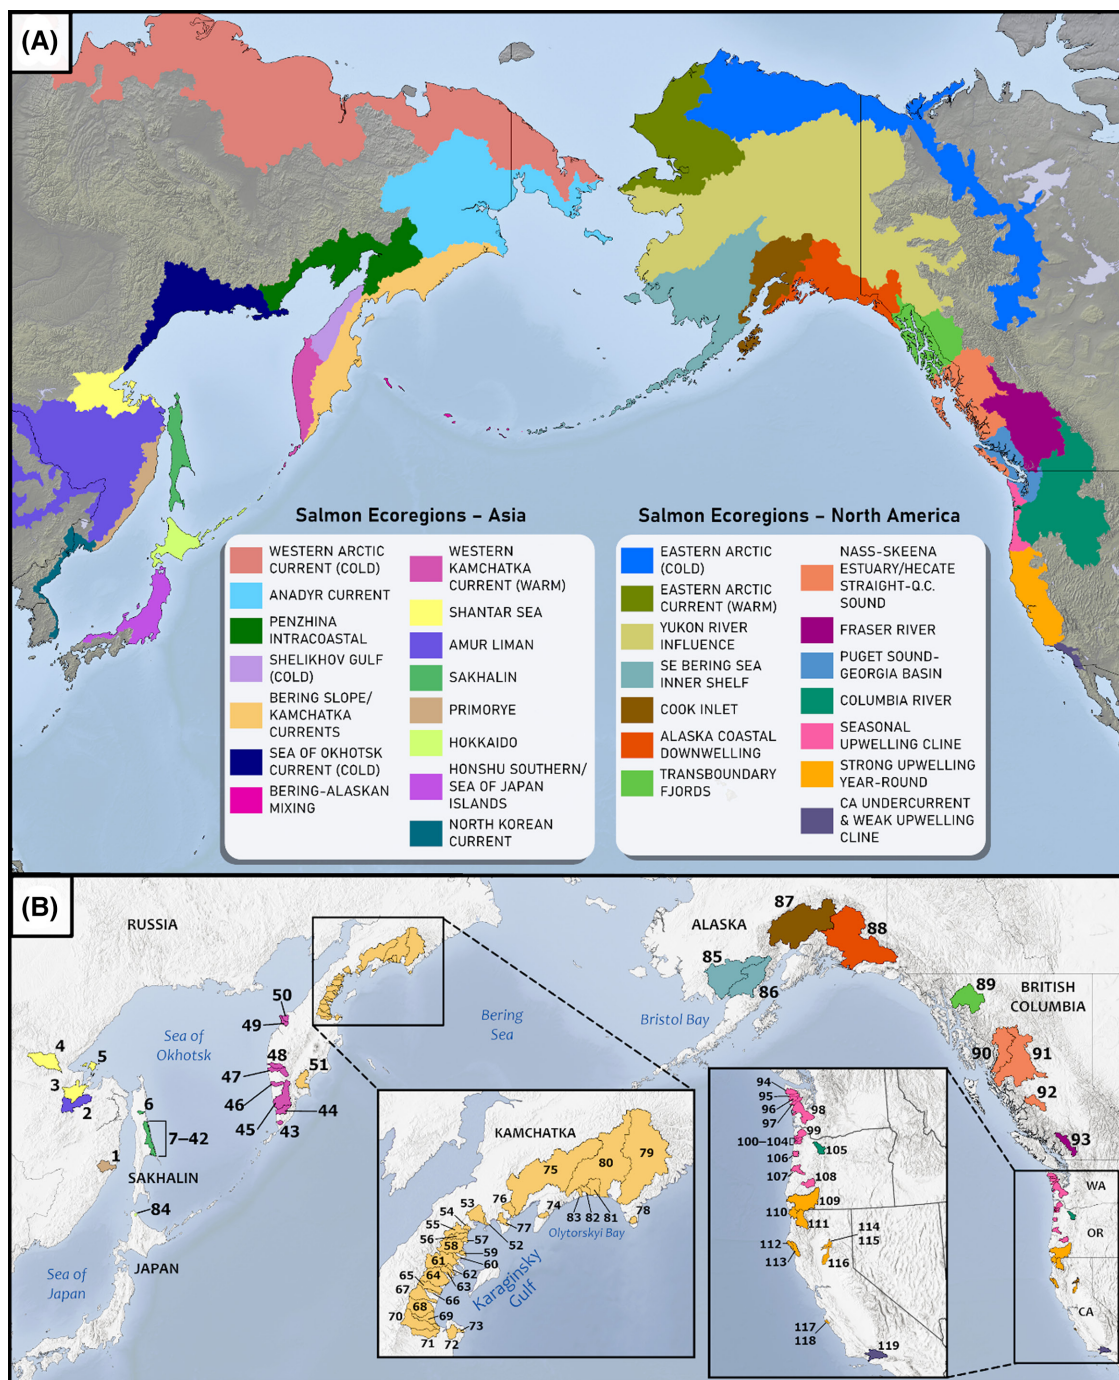 (A)
Salmon Ecoregions – Asia
WESTERN ARCTIC
CURRENT (COLD)
ANADYR CURRENT
PENZHINA
INTRACOASTAL
SHELIKHOV GULF
(COLD)
BERING SLOPE/
KAMCHATKA
CURRENTS
SEA OF OKHOTSK
CURRENT (COLD)
BERING-ALASKAN
MIXING
WESTERN
KAMCHATKA
CURRENT (WARM)
SHANTAR SEA
AMUR LIMAN
SAKHALIN
PRIMORYE
HOKKAIDO
HONSHU SOUTHERN/
SEA OF JAPAN
ISLANDS
NORTH KOREAN
CURRENT
Salmon Ecoregions – North America
EASTERN ARCTIC
(COLD)
EASTERN ARCTIC
CURRENT (WARM)
YUKON RIVER
INFLUENCE
SE BERING SEA
INNER SHELF
COOK INLET
ALASKA COASTAL
DOWNWELLING
TRANSBOUNDARY
FJORDS
NASS-SKEENA
ESTUARY/HECATE
STRAIGHT-Q.C.
SOUND
FRASER RIVER
PUGET SOUND-
GEORGIA BASIN
COLUMBIA RIVER
SEASONAL
UPWELLING CLINE
STRONG UPWELLING
YEAR-ROUND
CA UNDERCURRENT
& WEAK UPWELLING
CLINE
(B)
RUSSIA
Sea of
Okhotsk
Bering
Sea
50
49
48
47
51
46
45
44
43
4
5
3
2
6
7–42
1
SAKHALIN
84
JAPAN
Sea of
Japan
KAMCHATKA
79
80
75
76
74
53
54
55
56
57
58
77
52
83
82
81
78
Olytorskyi Bay
59
60
61
62
63
64
65
66
67
68
69
70
71
72
73
Karaginsky
Gulf
ALASKA
87
88
85
86
Bristol Bay
89
BRITISH
COLUMBIA
90
91
92
93
94
95
96
97
98
99
100–104
105
106
107
108
109
110
111
112
113
114
115
116
117
118
119
WA
OR
CA